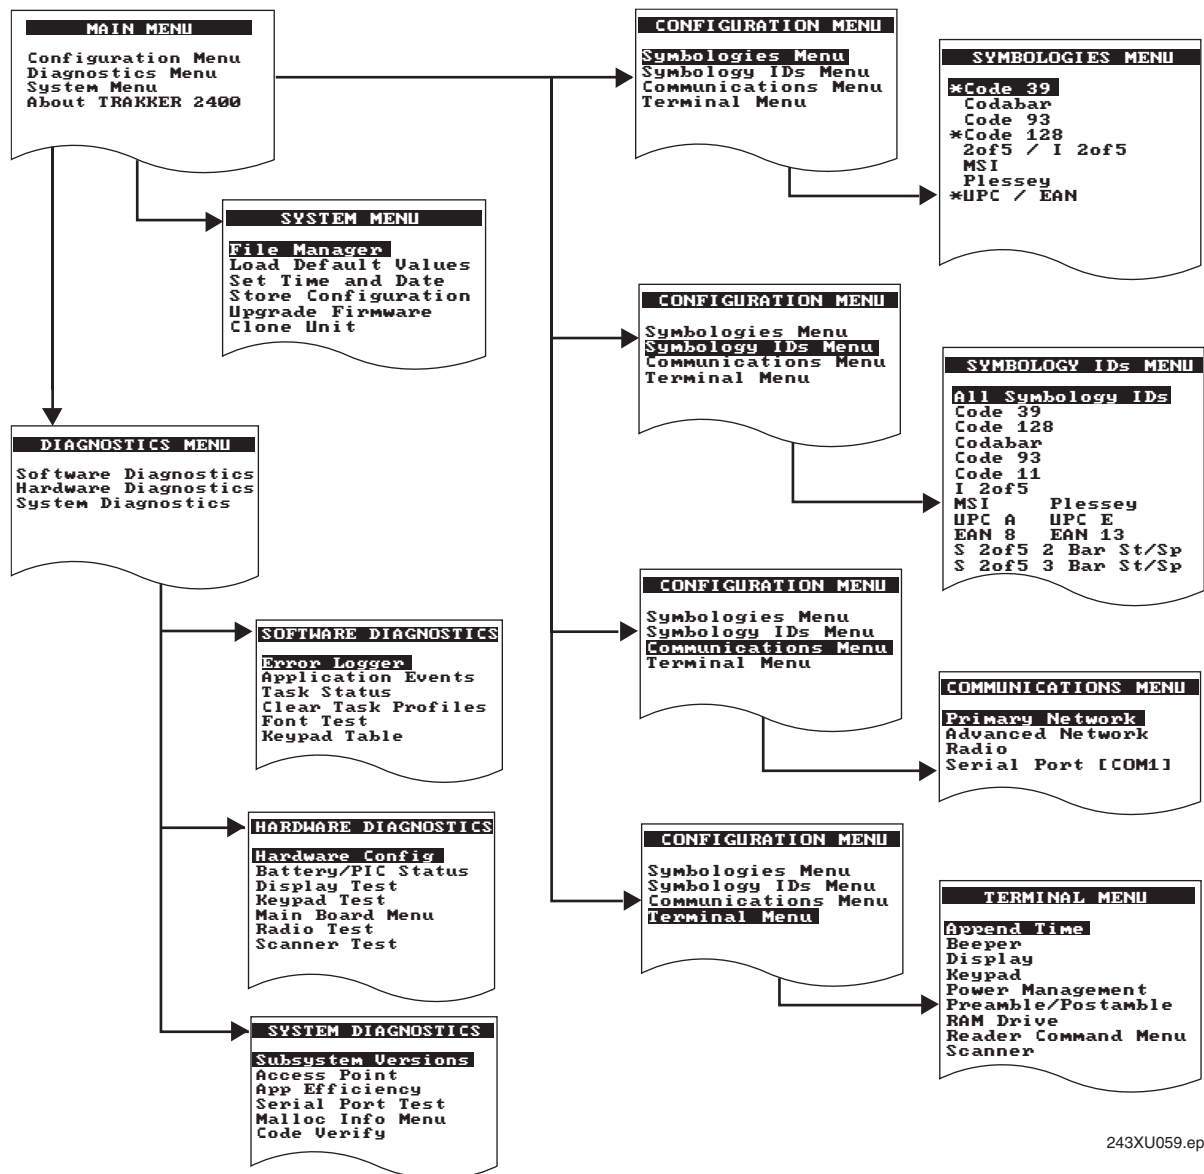 MAIN MENU
Configuration Menu
Diagnostics Menu
System Menu
About TRAKKER 2400
SYSTEM MENU
File Manager
Load Default Values
Set Time and Date
Store Configuration
Upgrade Firmware
Clone Unit
DIAGNOSTICS MENU
Software Diagnostics
Hardware Diagnostics
System Diagnostics
SOFTWARE DIAGNOSTICS
Error Logger
Application Events
Task Status
Clear Task Profiles
Font Test
Keypad Table
HARDWARE DIAGNOSTICS
Hardware Config
Battery/PIC Status
Display Test
Keypad Test
Main Board Menu
Radio Test
Scanner Test
SYSTEM DIAGNOSTICS
Subsystem Versions
Access Point
App Efficiency
Serial Port Test
Malloc Info Menu
Code Verify
CONFIGURATION MENU
Symbologies Menu
Symbology IDs Menu
Communications Menu
Terminal Menu
SYMBOLOGIES MENU
*Code 39
Codabar
Code 93
*Code 128
2of5 / I 2of5
MSI
Plessey
*UPC / EAN
CONFIGURATION MENU
Symbologies Menu
Symbology IDs Menu
Communications Menu
Terminal Menu
SYMBOLOGY IDs MENU
All Symbology IDs
Code 39
Code 128
Codabar
Code 93
Code 11
I 2of5
MSI Plessey
UPC A UPC E
EAN 8 EAN 13
S 2of5 2 Bar St/Sp
S 2of5 3 Bar St/Sp
CONFIGURATION MENU
Symbologies Menu
Symbology IDs Menu
Communications Menu
Terminal Menu
COMMUNICATIONS MENU
Primary Network
Advanced Network
Radio
Serial Port [COM1]
CONFIGURATION MENU
Symbologies Menu
Symbology IDs Menu
Communications Menu
Terminal Menu
TERMINAL MENU
Append Time
Beeper
Display
Keypad
Power Management
Preamble/Postamble
RAM Drive
Reader Command Menu
Scanner
243XU059.ep